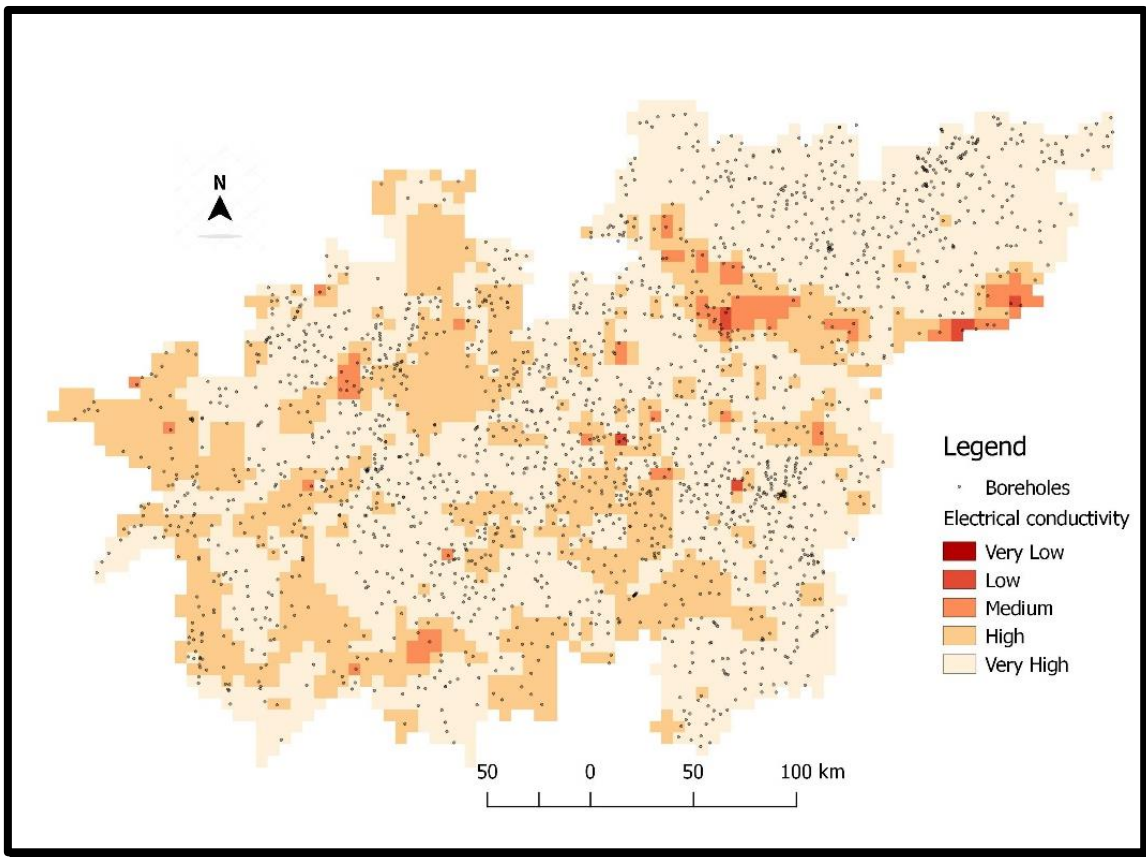 N
Legend
Boreholes
Electrical conductivity
Very Low
Low
Medium
High
Very High
50 0 50 100 km